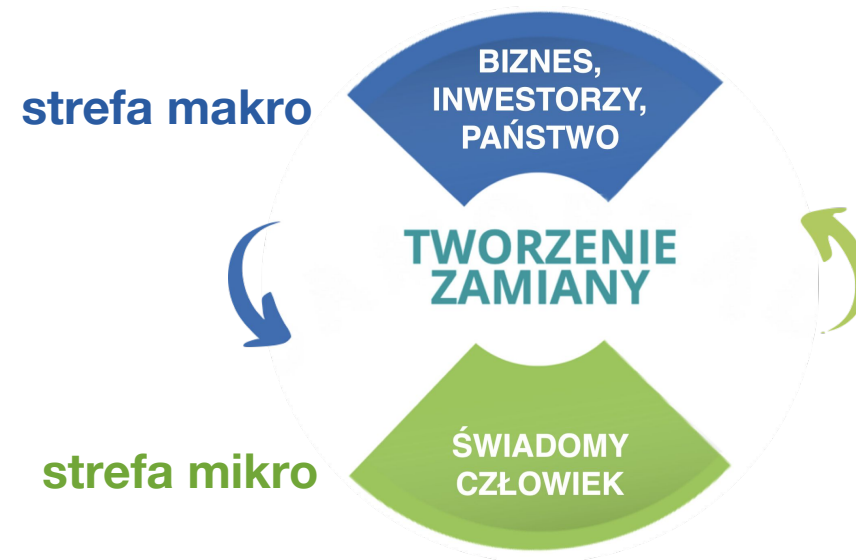 BIZNES,
INWESTORZY,
PAŃSTWO
strefa makro
TWORZENIE
ZAMIANY
ŚWIADOMY
CZŁOWIEK
strefa mikro